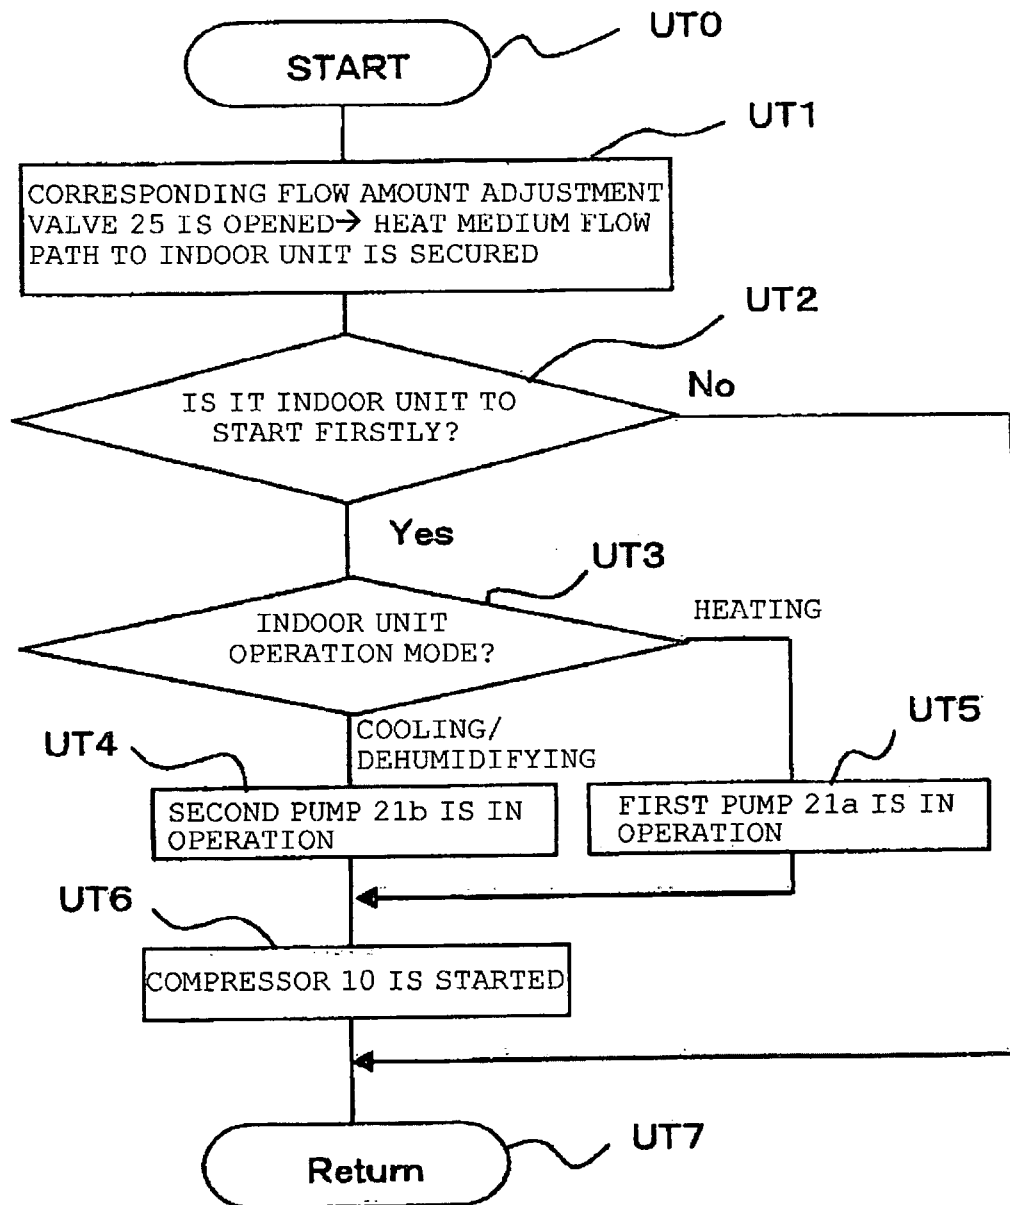 UT0
START
UT1
CORRESPONDING FLOW AMOUNT ADJUSTMENT
VALVE 25 IS OPENED→ HEAT MEDIUM FLOW
PATH TO INDOOR UNIT IS SECURED
UT2
IS IT INDOOR UNIT TO
START FIRSTLY?
No
Yes
UT3
INDOOR UNIT
OPERATION MODE?
HEATING
COOLING/
DEHUMIDIFYING
UT4
SECOND PUMP 21b IS IN
OPERATION
UT5
FIRST PUMP 21a IS IN
OPERATION
UT6
COMPRESSOR 10 IS STARTED
UT7
Return